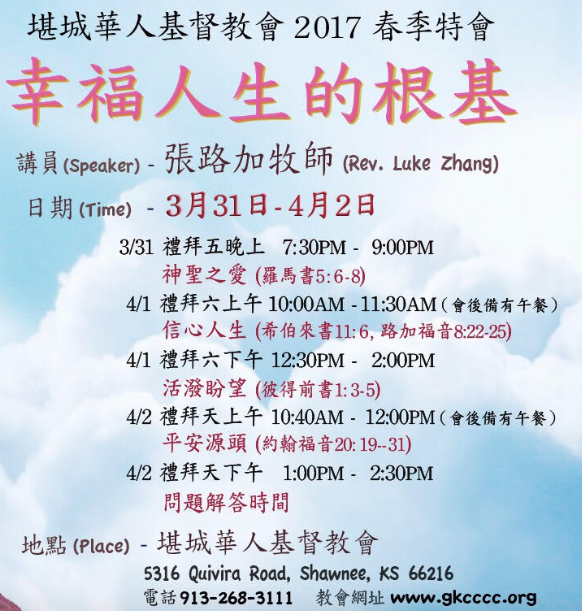 堪城華人基督教會 2017 春季特會
幸福人生的根基
講員(Speaker) - 張路加牧師 (Rev. Luke Zhang)
日期(Time) - 3月31日-4月2日
3/31 禮拜五晚上 7:30PM - 9:00PM
神聖之愛 (羅馬書5:6-8)
4/1 禮拜六上午 10:00AM -11:30AM (會後備有午餐)
信心人生 (希伯來書11:6, 路加福音8:22-25)
4/1 禮拜六下午 12:30PM - 2:00PM
活潑盼望 (彼得前書1:3-5)
4/2 禮拜天上午 10:40AM - 12:00PM (會後備有午餐)
平安源頭 (約翰福音20:19--31)
4/2 禮拜天下午 1:00PM - 2:30PM
問題解答時間
地點 (Place) - 堪城華人基督教會
5316 Quivira Road, Shawnee, KS 66216
電話 913-268-3111 教會網址 www.gkcccc.org